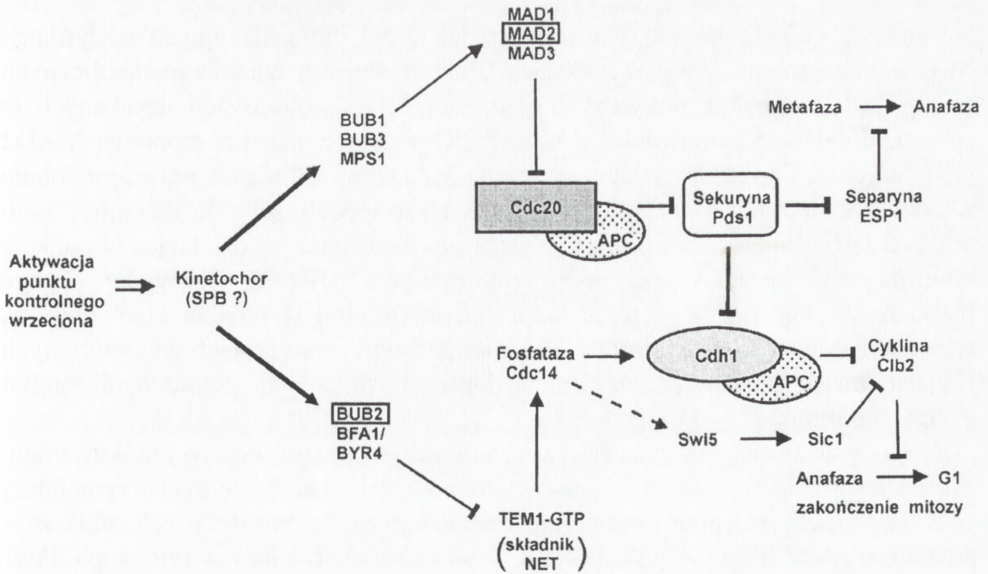 MAD1
MAD2
MAD3
Metafaza
Anafaza
BUB1
BUB3
MPS1
Cdc20
APC
Sekuryna
Pds1
Separyna
ESP1
Aktywacja
punktu
kontrolnego
wrzeciona
Kinetochor
(SPB ?)
Fosfataza
Cdc14
Cdh1
APC
Cyklina
Clb2
BUB2
BFA1/
BYR4
Swi5
Sic1
Anafaza
G1
zakończenie mitozy
TEM1-GTP
(składnik
NET)